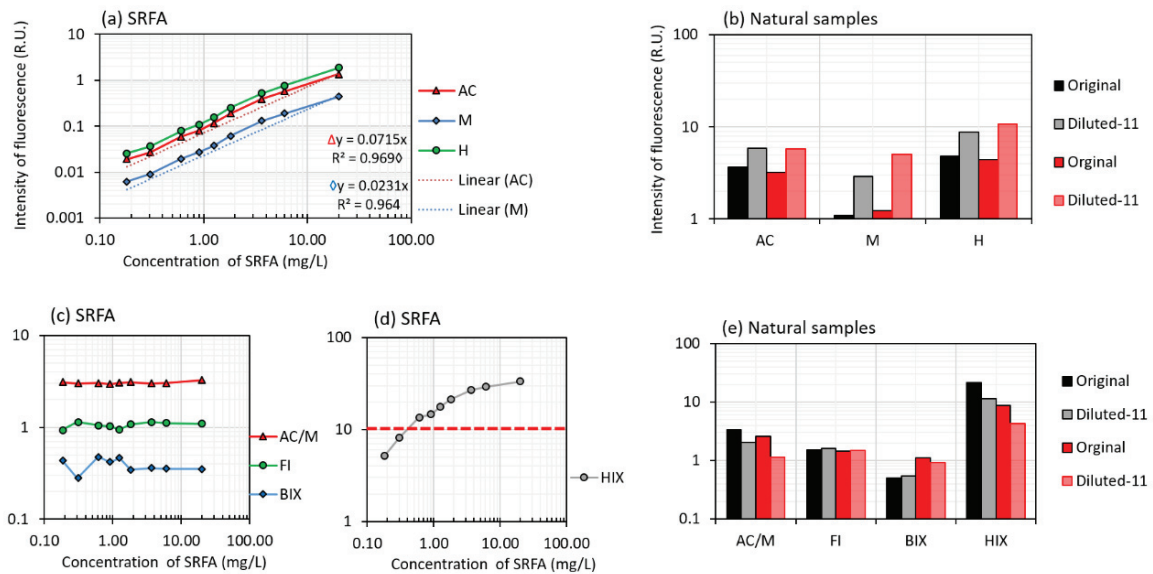 (a) SRFA
Intensity of fluorescence (R.U.)
10
1
0.1
0.01
0.001
0.10
1.00
10.00
100.00
Concentration of SRFA (mg/L)
Δy = 0.0715x
R² = 0.969◊
◊y = 0.0231x
R² = 0.964
AC
M
H
Linear (AC)
Linear (M)
(b) Natural samples
Intensity of fluorescence (R.U.)
100
10
1
AC
M
H
Original
Diluted-11
Orginal
Diluted-11
(c) SRFA
10
1
0.1
0.10
1.00
10.00
100.00
Concentration of SRFA (mg/L)
AC/M
FI
BIX
(d) SRFA
100
10
1
0.10
1.00
10.00
100.00
Concentration of SRFA (mg/L)
HIX
(e) Natural samples
100
10
1
0.1
AC/M
FI
BIX
HIX
Original
Diluted-11
Orginal
Diluted-11